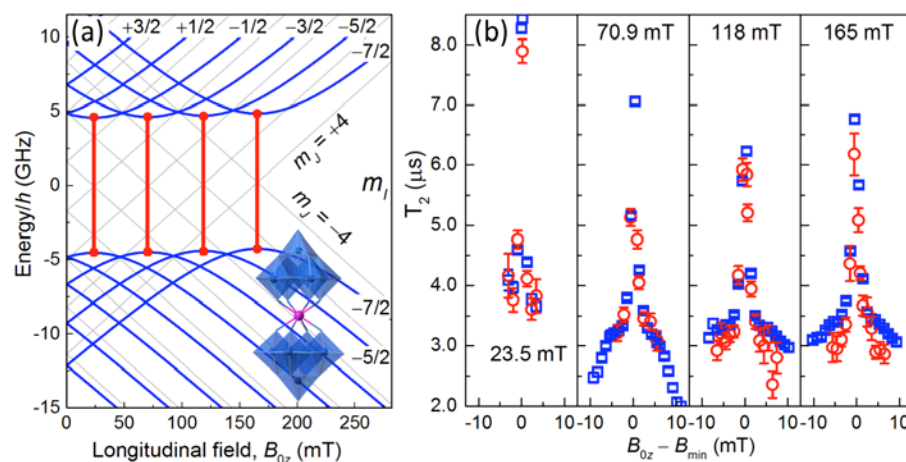 (a)
+3/2 +1/2 −1/2 −3/2 −5/2
−7/2
10
5
0
-5
-10
-15
Energy/h (GHz)
m_J = +4
m_J = −4
m_I
−7/2
−5/2
0 50 100 150 200 250
Longitudinal field, B_0z (mT)
(b)
70.9 mT 118 mT 165 mT
23.5 mT
8.0
7.0
6.0
5.0
4.0
3.0
2.0
T_2 (μs)
-10 0 10 -10 0 10 -10 0 10 -10 0 10
B_0z − B_min (mT)